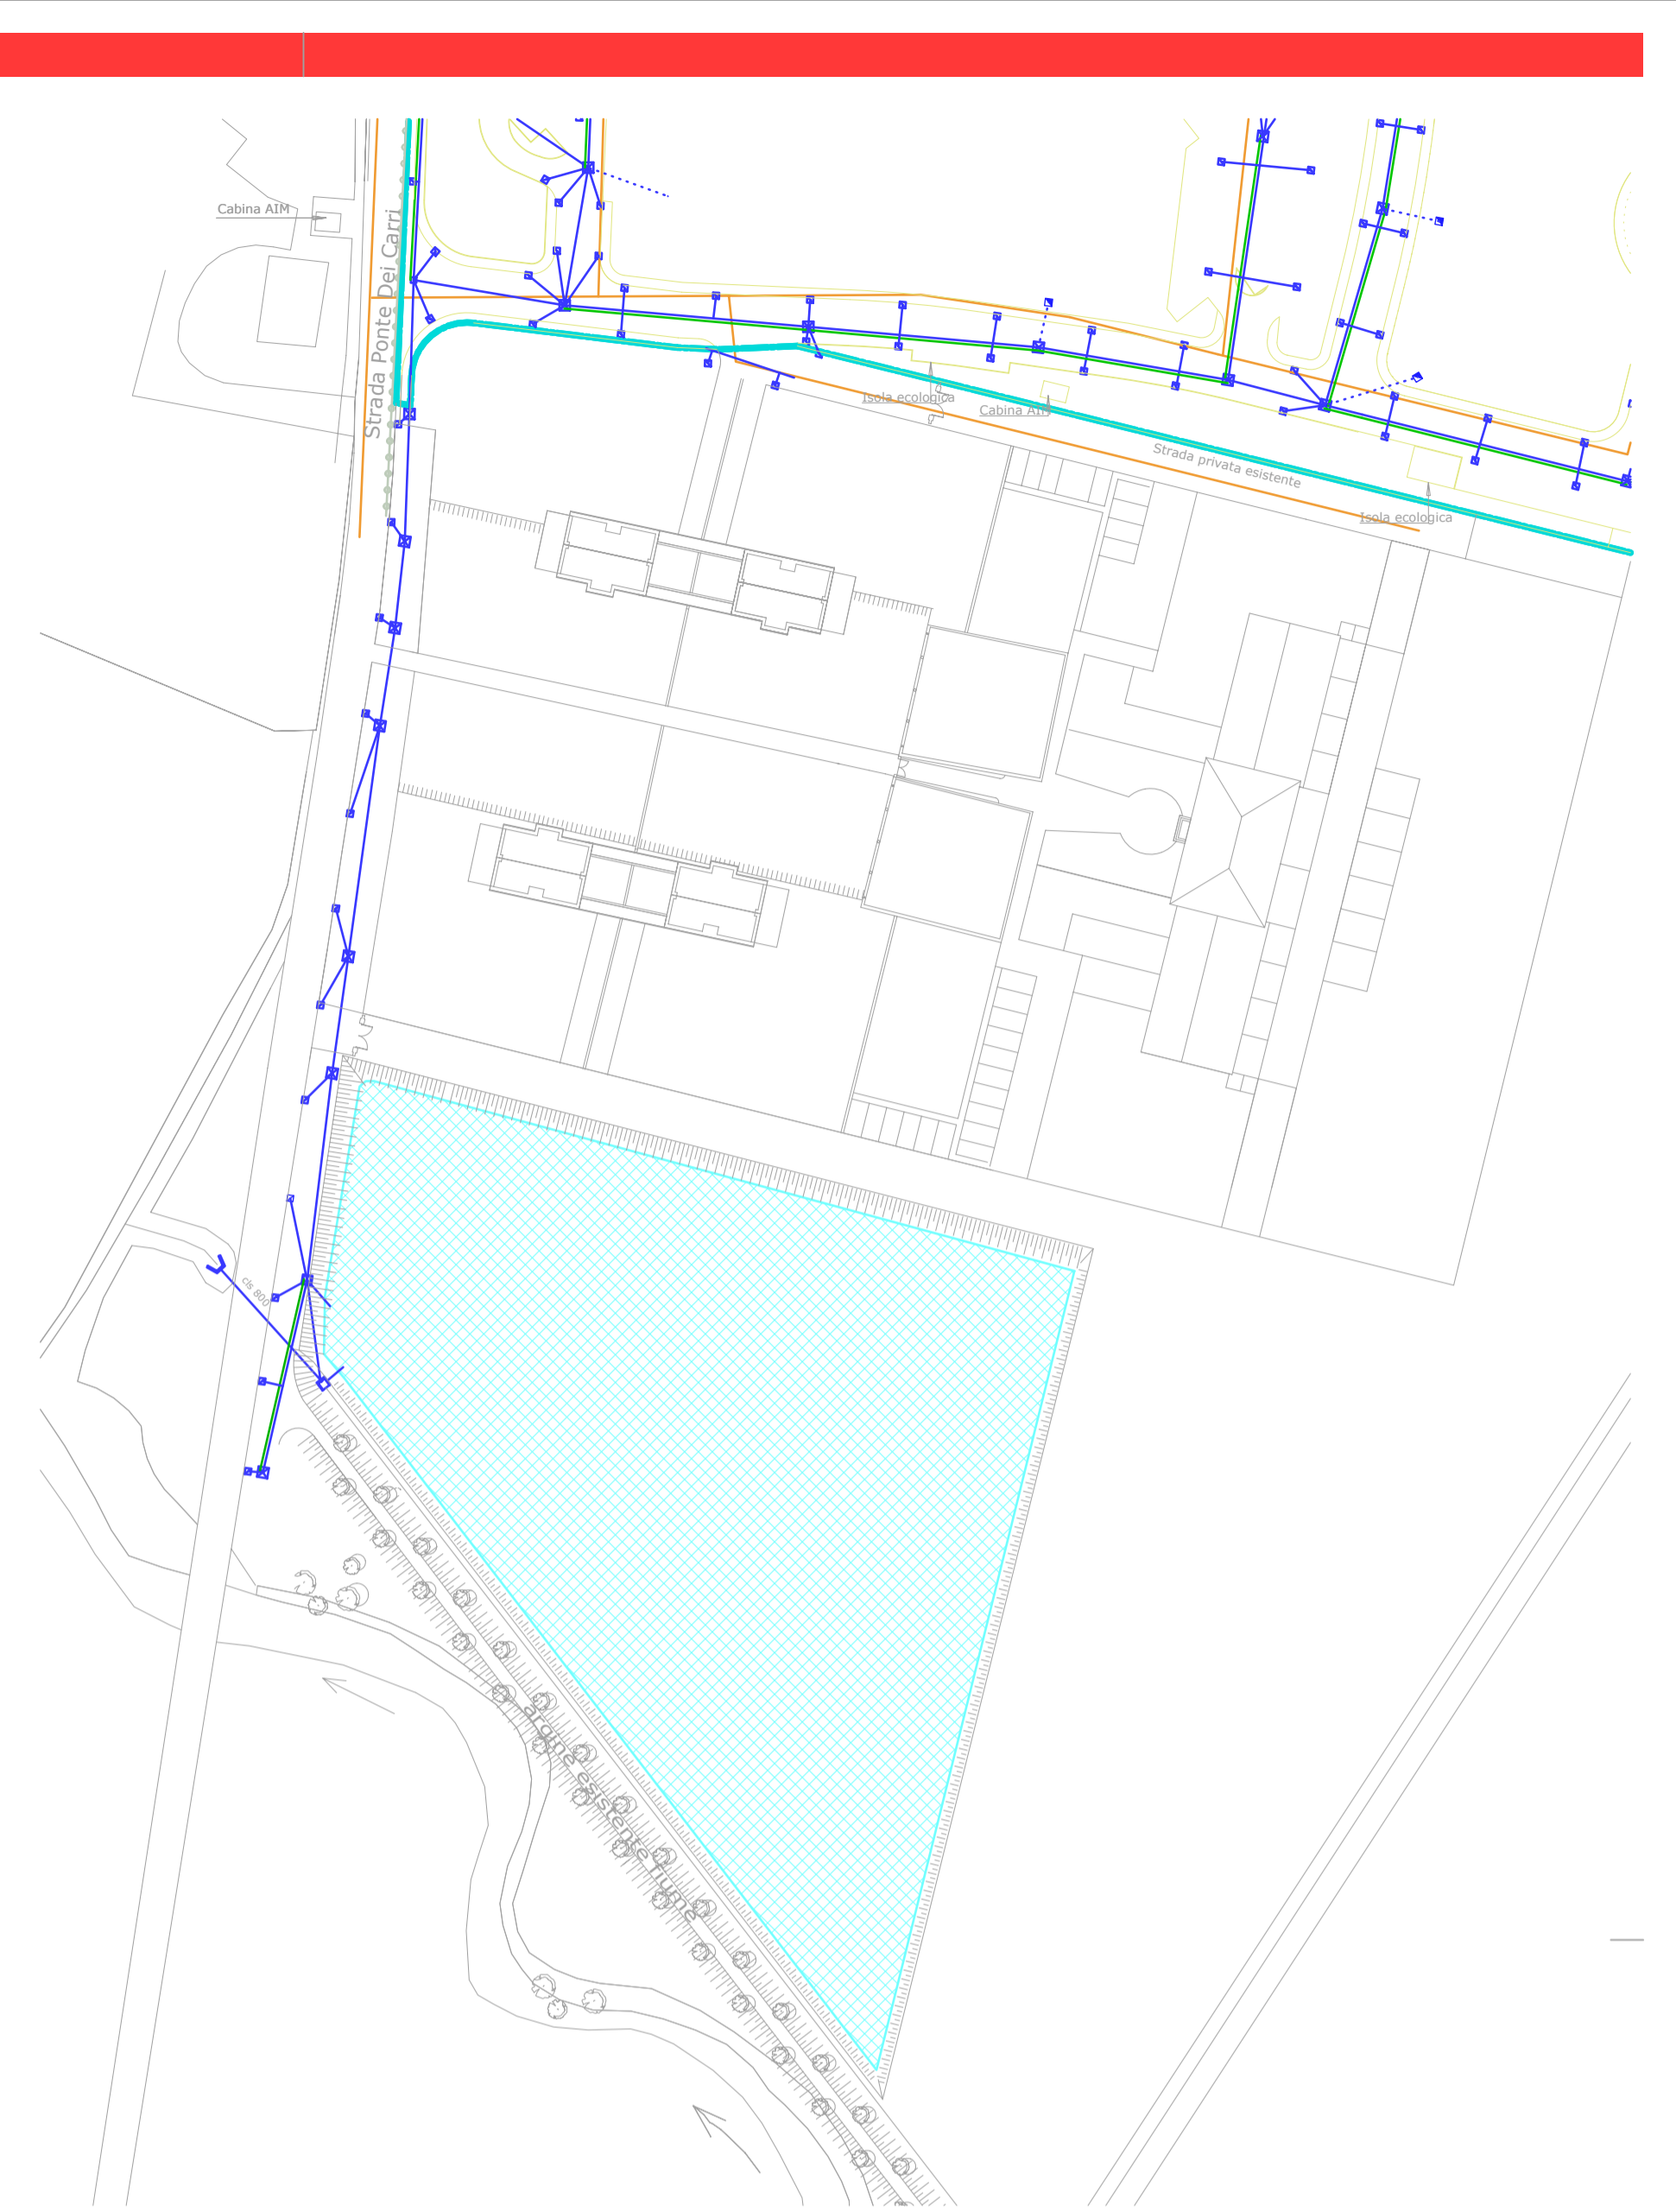 Cabina AIM
Strada Ponte Dei Carri
Isola ecologica
Cabina AIM
Strada privata esistente
Isola ecologica
cls 800
argine esistente fiume